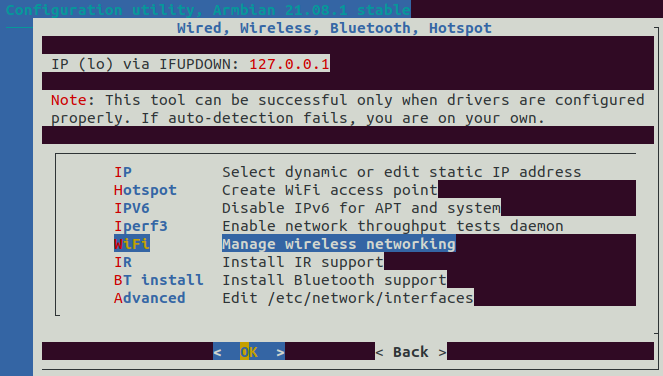 Configuration utility, Armbian 21.08.1 stable
Wired, Wireless, Bluetooth, Hotspot
IP (lo) via IFUPDOWN: 127.0.0.1
Note: This tool can be successful only when drivers are configured
properly. If auto-detection fails, you are on your own.
IP Select dynamic or edit static IP address
Hotspot Create WiFi access point
IPV6 Disable IPv6 for APT and system
Iperf3 Enable network throughput tests daemon
WiFi Manage wireless networking
IR Install IR support
BT install Install Bluetooth support
Advanced Edit /etc/network/interfaces
< OK > < Back >